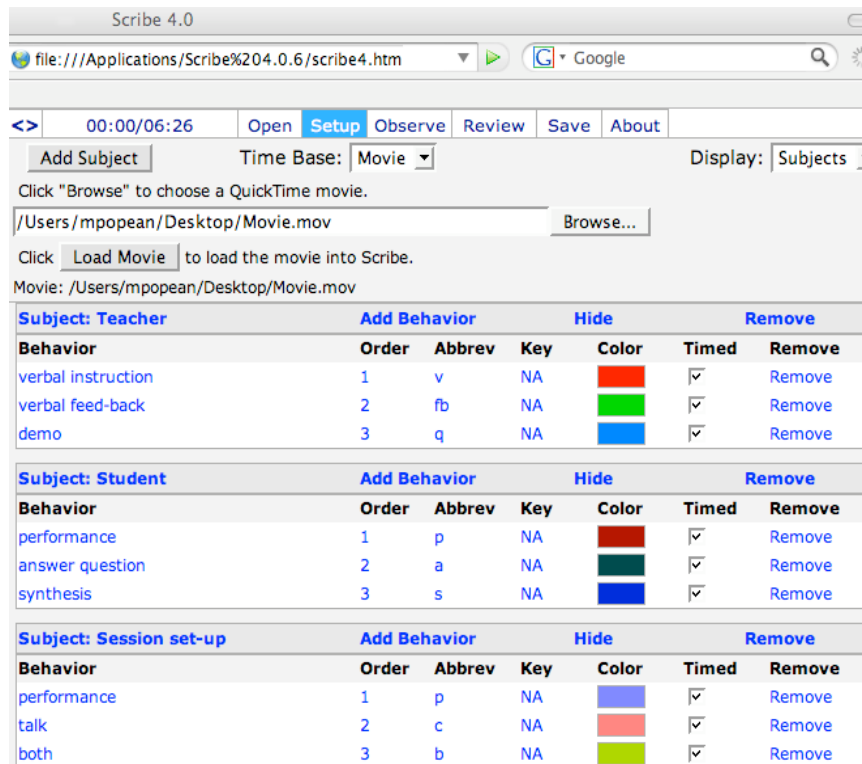 Scribe 4.0
file:///Applications/Scribe%204.0.6/scribe4.htm G Google
<> 00:00/06:26 Open Setup Observe Review Save About
Add Subject Time Base: Movie Display: Subjects
Click "Browse" to choose a QuickTime movie.
/Users/mpopean/Desktop/Movie.mov Browse...
Click Load Movie to load the movie into Scribe.
Movie: /Users/mpopean/Desktop/Movie.mov
Subject: Teacher Add Behavior Hide Remove
Behavior Order Abbrev Key Color Timed Remove
verbal instruction 1 v NA Remove
verbal feed-back 2 fb NA Remove
demo 3 q NA Remove
Subject: Student Add Behavior Hide Remove
Behavior Order Abbrev Key Color Timed Remove
performance 1 p NA Remove
answer question 2 a NA Remove
synthesis 3 s NA Remove
Subject: Session set-up Add Behavior Hide Remove
Behavior Order Abbrev Key Color Timed Remove
performance 1 p NA Remove
talk 2 c NA Remove
both 3 b NA Remove